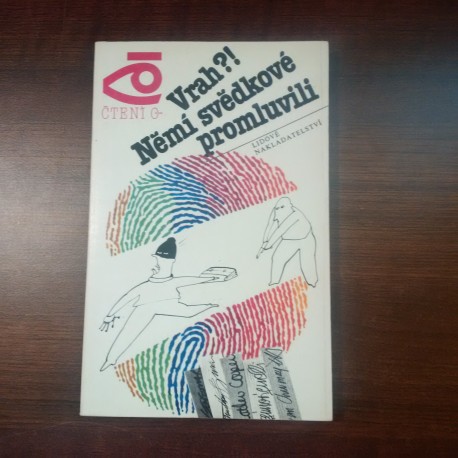 ČTENÍ O
Vrah?!
Němí svědkové
promluvili
LIDOVÉ
NAKLADATELSTVÍ